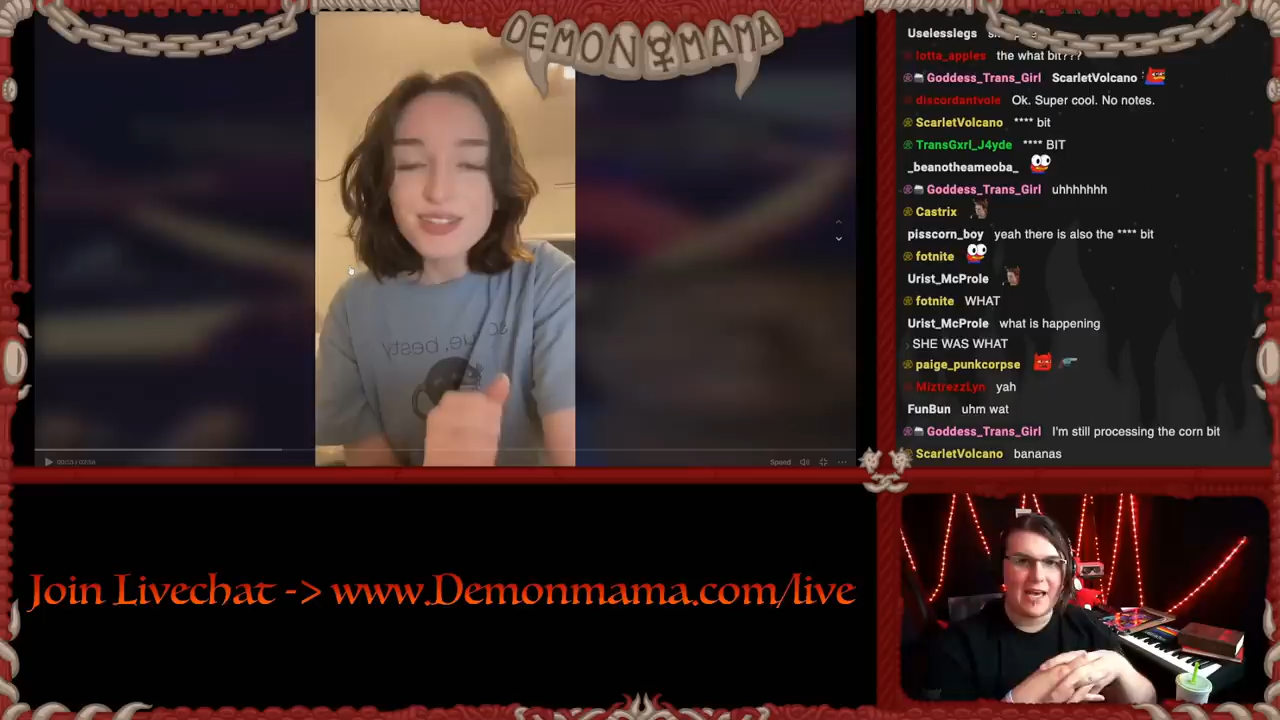 DEMON MAMA
Uselesslegs
lotta_apples the what bit???
Goddess_Trans_Girl ScarletVolcano
discordantvole Ok. Super cool. No notes.
ScarletVolcano **** bit
TransGxrl_J4yde **** BIT
_beanotheameoba_
Goddess_Trans_Girl uhhhhhhh
Castrix
pisscorn_boy yeah there is also the **** bit
fotnite
Urist_McProle
fotnite WHAT
Urist_McProle what is happening
SHE WAS WHAT
paige_punkcorpse
MiztrezzLyn yah
FunBun uhm wat
Goddess_Trans_Girl I'm still processing the corn bit
ScarletVolcano bananas
ue, besty
Speed
Join Livechat -> www.Demonmama.com/live